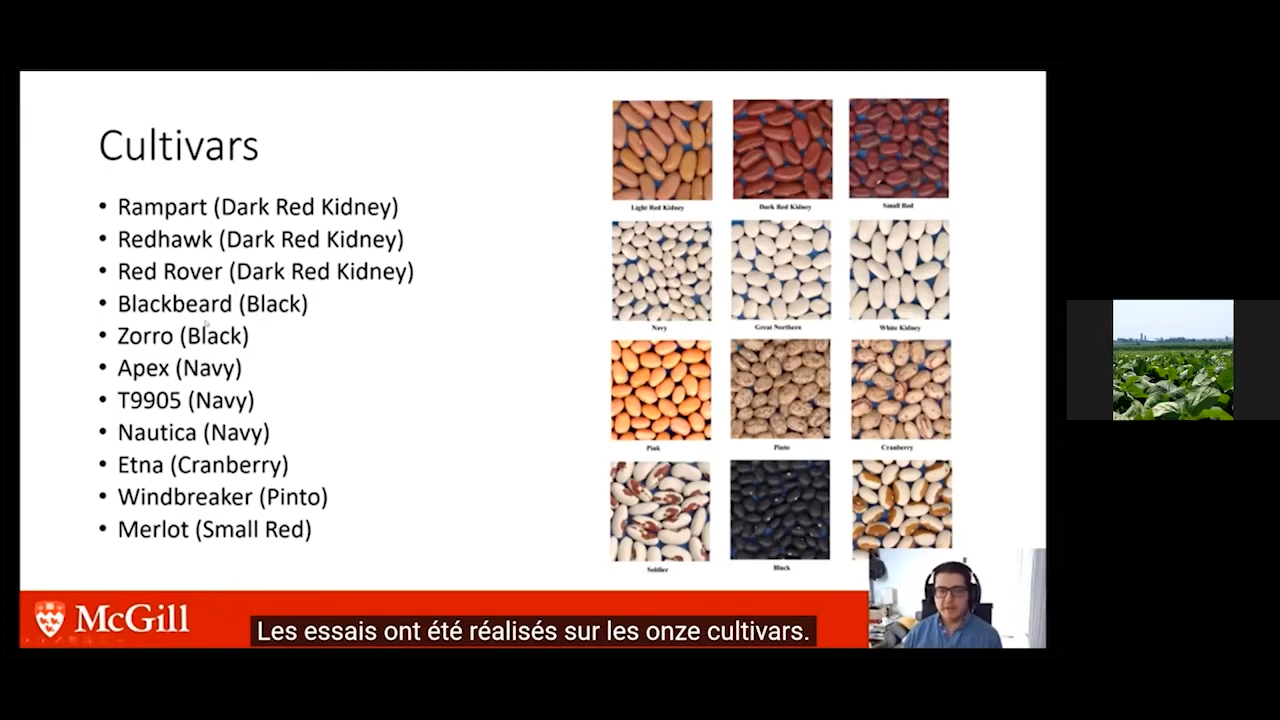 Cultivars
• Rampart (Dark Red Kidney)
• Redhawk (Dark Red Kidney)
• Red Rover (Dark Red Kidney)
• Blackbeard (Black)
• Zorro (Black)
• Apex (Navy)
• T9905 (Navy)
• Nautica (Navy)
• Etna (Cranberry)
• Windbreaker (Pinto)
• Merlot (Small Red)
Light Red Kidney
Dark Red Kidney
Small Red
Navy
Great Northern
White Kidney
Pink
Pinto
Cranberry
Soldier
Black
McGill
Les essais ont été réalisés sur les onze cultivars.